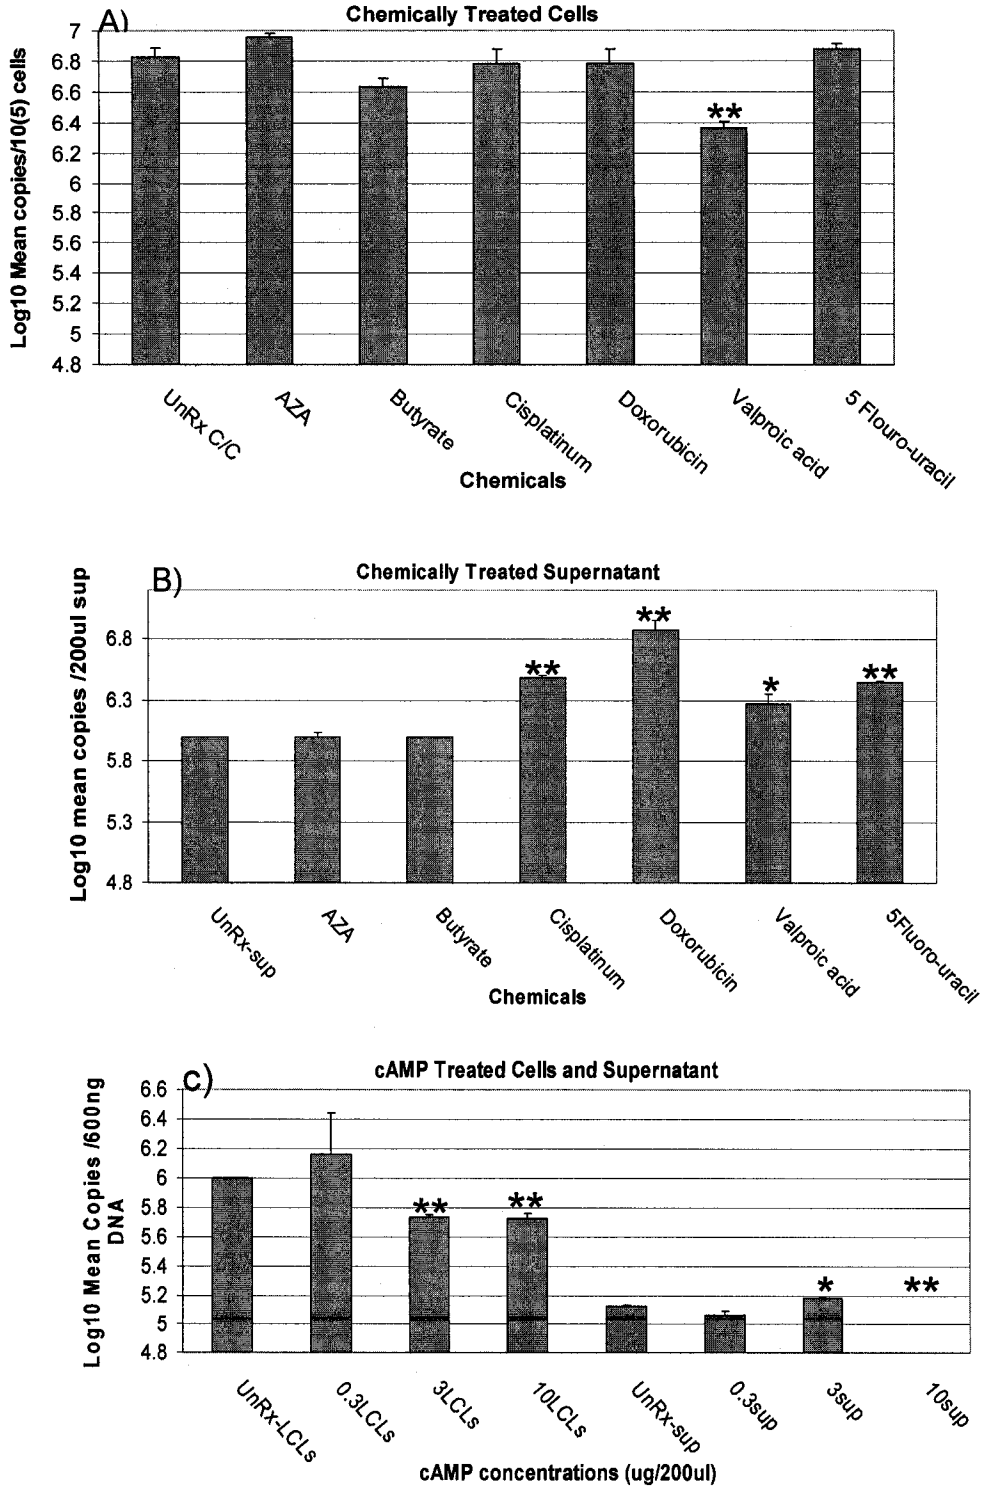 A)
Chemically Treated Cells
Log10 Mean copies/10(5) cells
7
6.8
6.6
6.4
6.2
6
5.8
5.6
5.4
5.2
5
4.8
**
UnRx C/C
AZA
Butyrate
Cisplatinum
Doxorubicin
Valproic acid
5 Flouro-uracil
Chemicals
B)
Chemically Treated Supernatant
Log10 mean copies /200ul sup
6.8
6.3
5.8
5.3
4.8
**
**
*
**
UnRx-sup
AZA
Butyrate
Cisplatinum
Doxorubicin
Valproic acid
5Fluoro-uracil
Chemicals
c)
cAMP Treated Cells and Supernatant
Log10 Mean Copies /600ng
DNA
6.6
6.4
6.2
6
5.8
5.6
5.4
5.2
5
4.8
**
**
*
**
UnRx-LCLs
0.3LCLs
3LCLs
10LCLs
UnRx-sup
0.3sup
3sup
10sup
cAMP concentrations (ug/200ul)